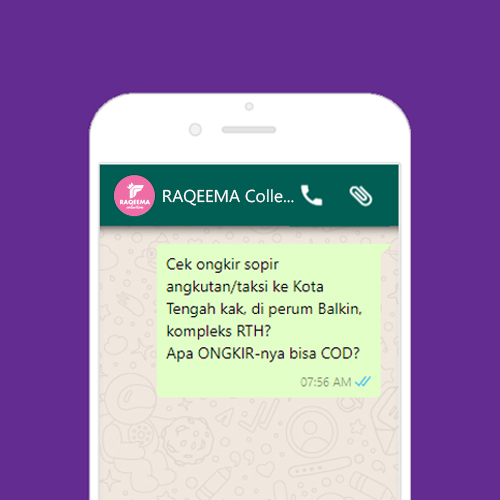 RAQEEMA
collection
RAQEEMA Colle...
Cek ongkir sopir
angkutan/taksi ke Kota
Tengah kak, di perum Balkin,
kompleks RTH?
Apa ONGKIR-nya bisa COD?
07:56 AM